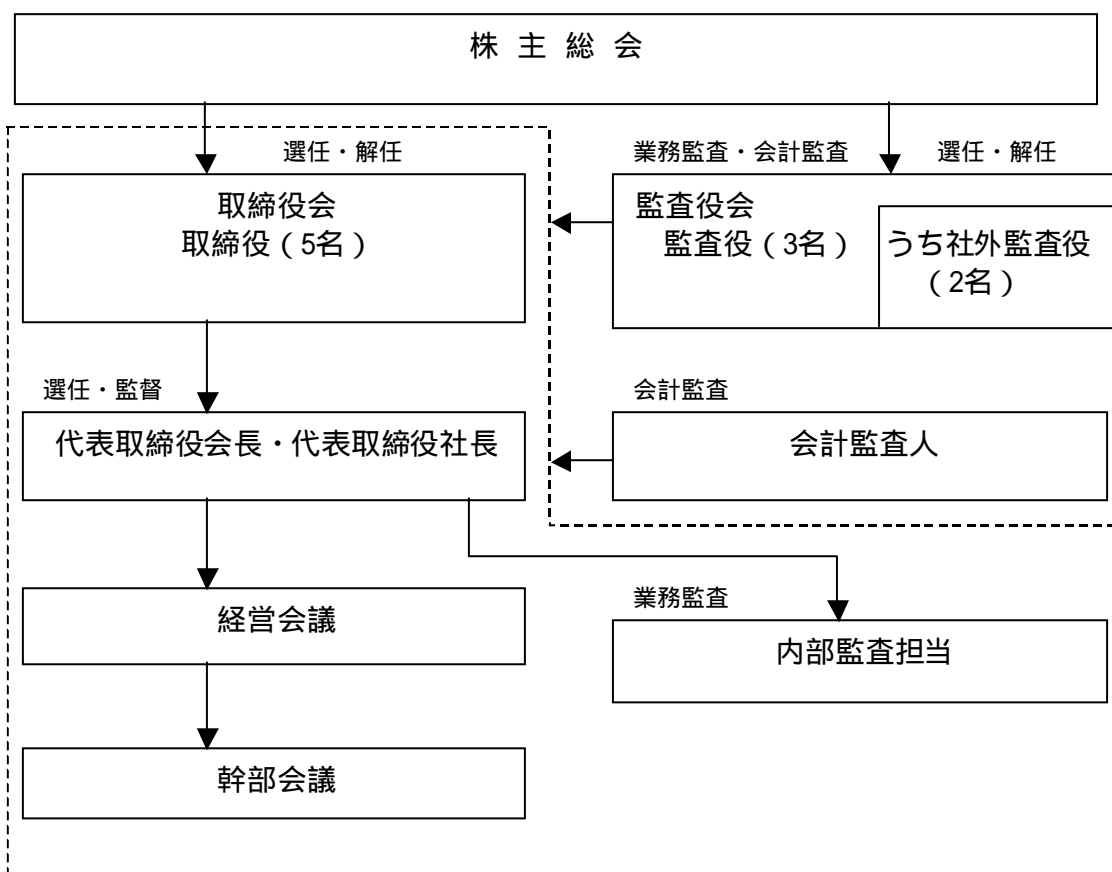 株 主 総 会
選任・解任
業務監査・会計監査
選任・解任
取締役会
取締役（5名）
監査役会
監査役（3名）
うち社外監査役
（2名）
選任・監督
会計監査
代表取締役会長・代表取締役社長
会計監査人
業務監査
経営会議
内部監査担当
幹部会議